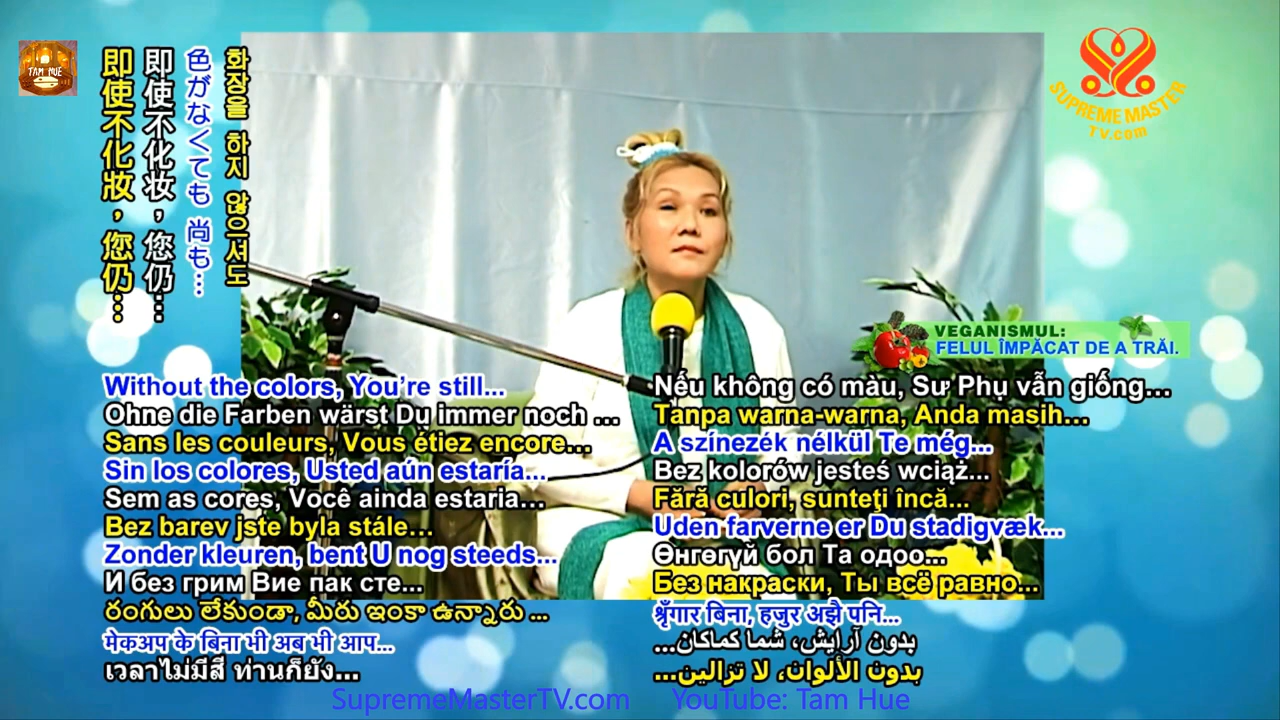 TAM HUE
SUPREME MASTER
TV.com
화장을 하지 않으셔도
色がなくても 尚も…
即使不化妆，您仍…
即使不化妝，您仍…
VEGANISMUL:
FELUL ÎMPĂCAT DE A TRĂI.
Without the colors, You’re still...
Ohne die Farben wärst Du immer noch ...
Sans les couleurs, Vous étiez encore...
Sin los colores, Usted aún estaría...
Sem as cores, Você ainda estaria...
Bez barev jste byla stále...
Zonder kleuren, bent U nog steeds...
И без грим Вие пак сте...
రంగులు లేకుండా, మీరు ఇంకా ఉన్నారు ...
मेकअप के बिना भी अब भी आप...
เวลาไม่มีสี ท่านก็ยัง...
Nếu không có màu, Sư Phụ vẫn giống...
Tanpa warna-warna, Anda masih...
A színezék nélkül Te még...
Bez kolorów jesteś wciąż...
Fără culori, sunteţi încă...
Uden farverne er Du stadigvæk...
Өнгөгүй бол Та одоо...
Без накраски, Ты всё равно...
श्रृँगार बिना, हजुर अझै पनि...
بدون آرایش، شما کماکان...
بدون الألوان، لا تزالين...
SupremeMasterTV.com
YouTube: Tam Hue